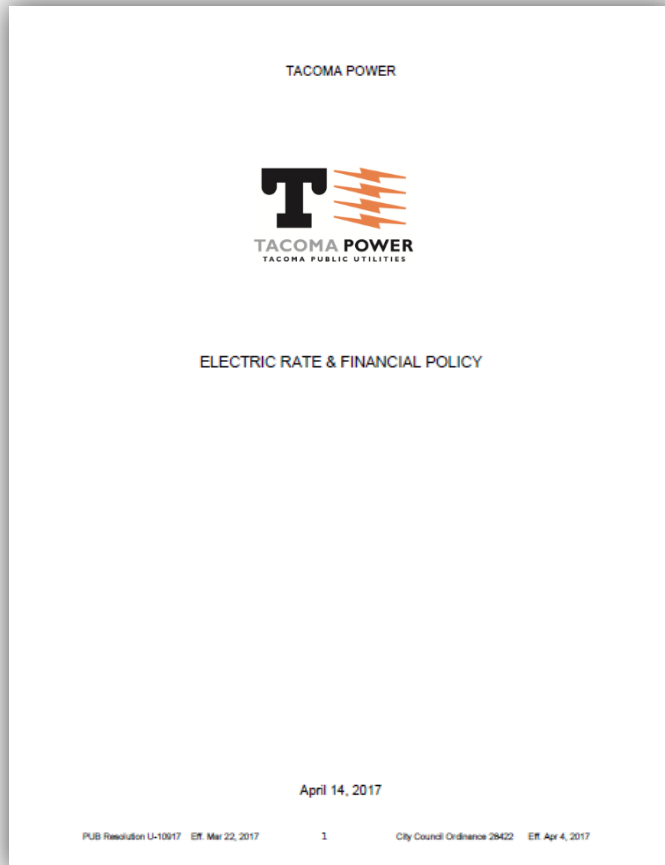 TACOMA POWER
T
TACOMA POWER
TACOMA PUBLIC UTILITIES
ELECTRIC RATE & FINANCIAL POLICY
April 14, 2017
PUB Resolution U-10917 Eff. Mar 22, 2017 1 City Council Ordinance 28422 Eff. Apr 4, 2017